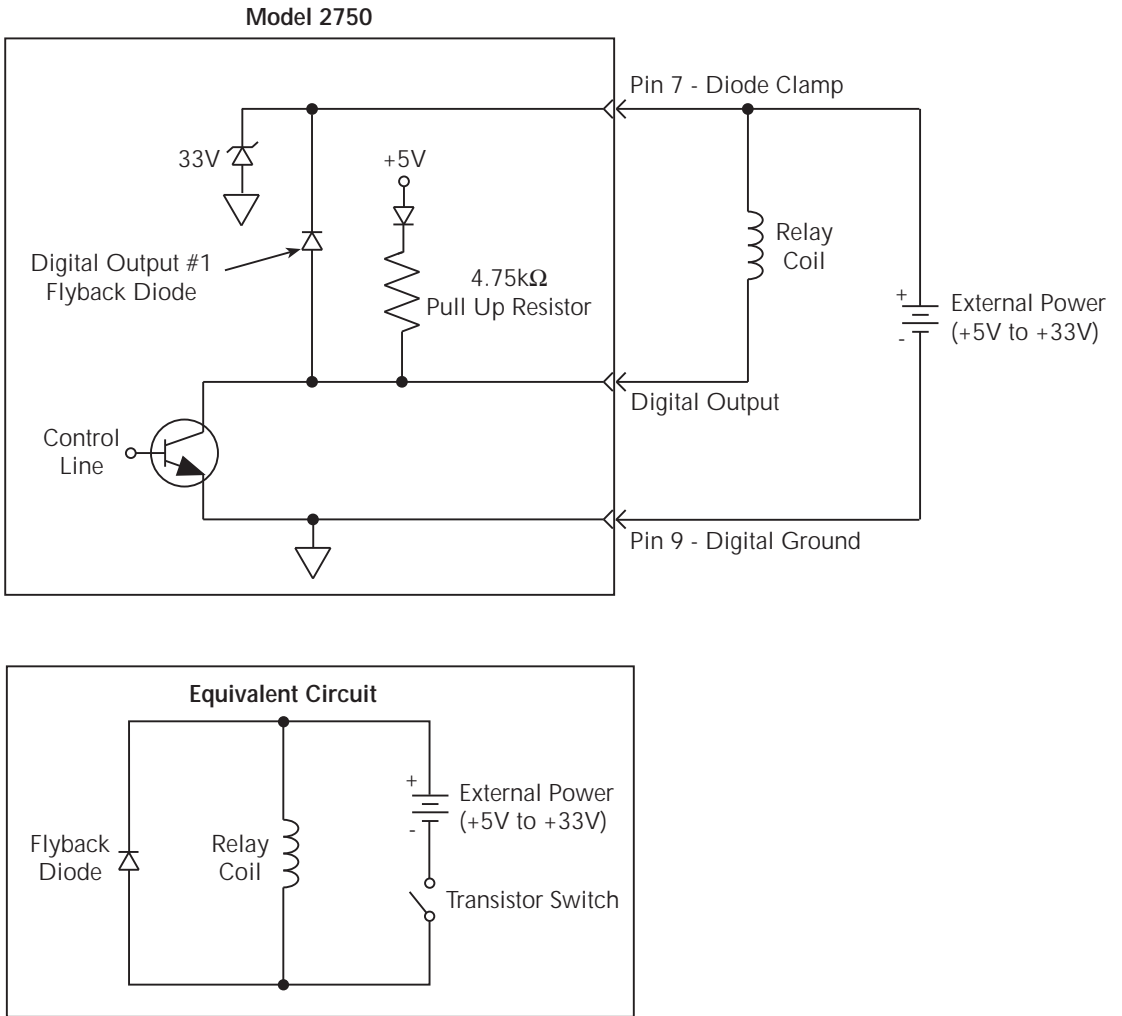 Model 2750
Pin 7 - Diode Clamp
33V
+5V
Digital Output #1
Flyback Diode
4.75kΩ
Pull Up Resistor
Relay
Coil
+
-
External Power
(+5V to +33V)
Digital Output
Control
Line
Pin 9 - Digital Ground
Equivalent Circuit
Flyback
Diode
Relay
Coil
+
-
External Power
(+5V to +33V)
Transistor Switch